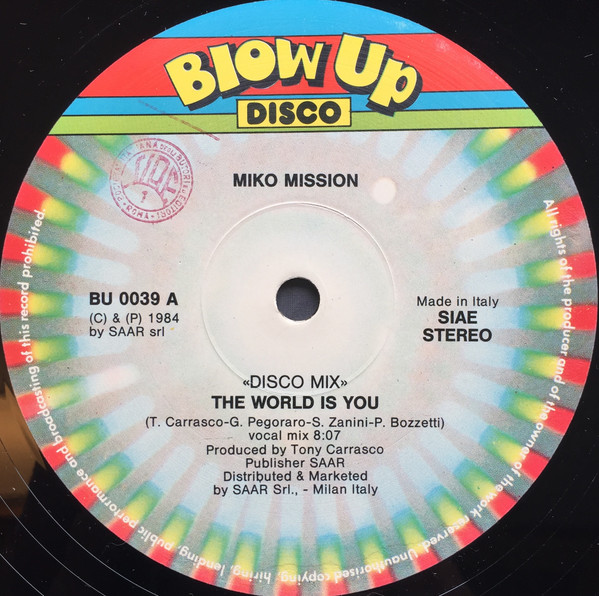 Blow Up
DISCO
MIKO MISSION
BU 0039 A
(C) & (P) 1984
by SAAR srl
Made in Italy
SIAE
STEREO
«DISCO MIX»
THE WORLD IS YOU
(T. Carrasco-G. Pegoraro-S. Zanini-P. Bozzetti)
vocal mix 8:07
Produced by Tony Carrasco
Publisher SAAR
Distributed & Marketed
by SAAR Srl., - Milan Italy
All rights of the producer and of the owner of the work reserved. Unauthorised copying, hiring, lending, public performance and broadcasting of this record prohibited.
ROMA